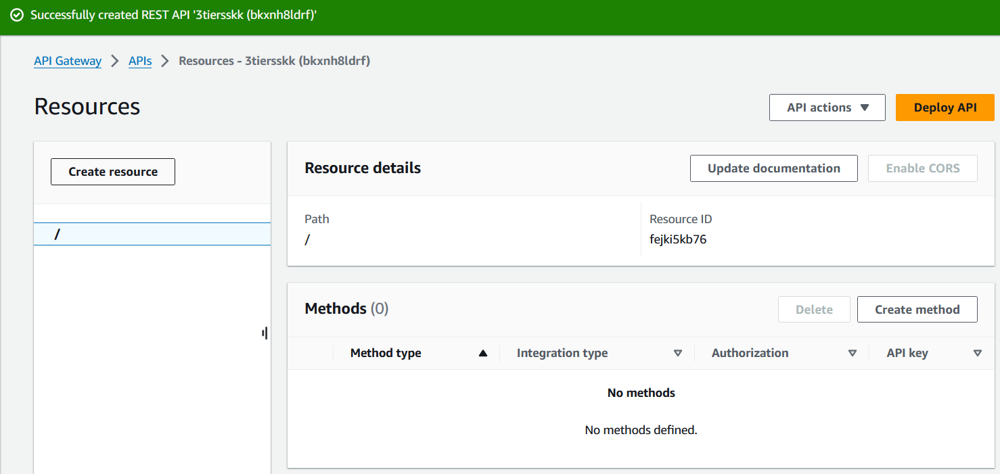 Successfully created REST API '3tiersskk (bkxnh8ldrf)'
API Gateway > APIs > Resources - 3tiersskk (bkxnh8ldrf)
Resources
API actions
Deploy API
Create resource
/
Resource details
Update documentation
Enable CORS
Path
/
Resource ID
fejki5kb76
Methods (0)
Delete
Create method
Method type
Integration type
Authorization
API key
No methods
No methods defined.